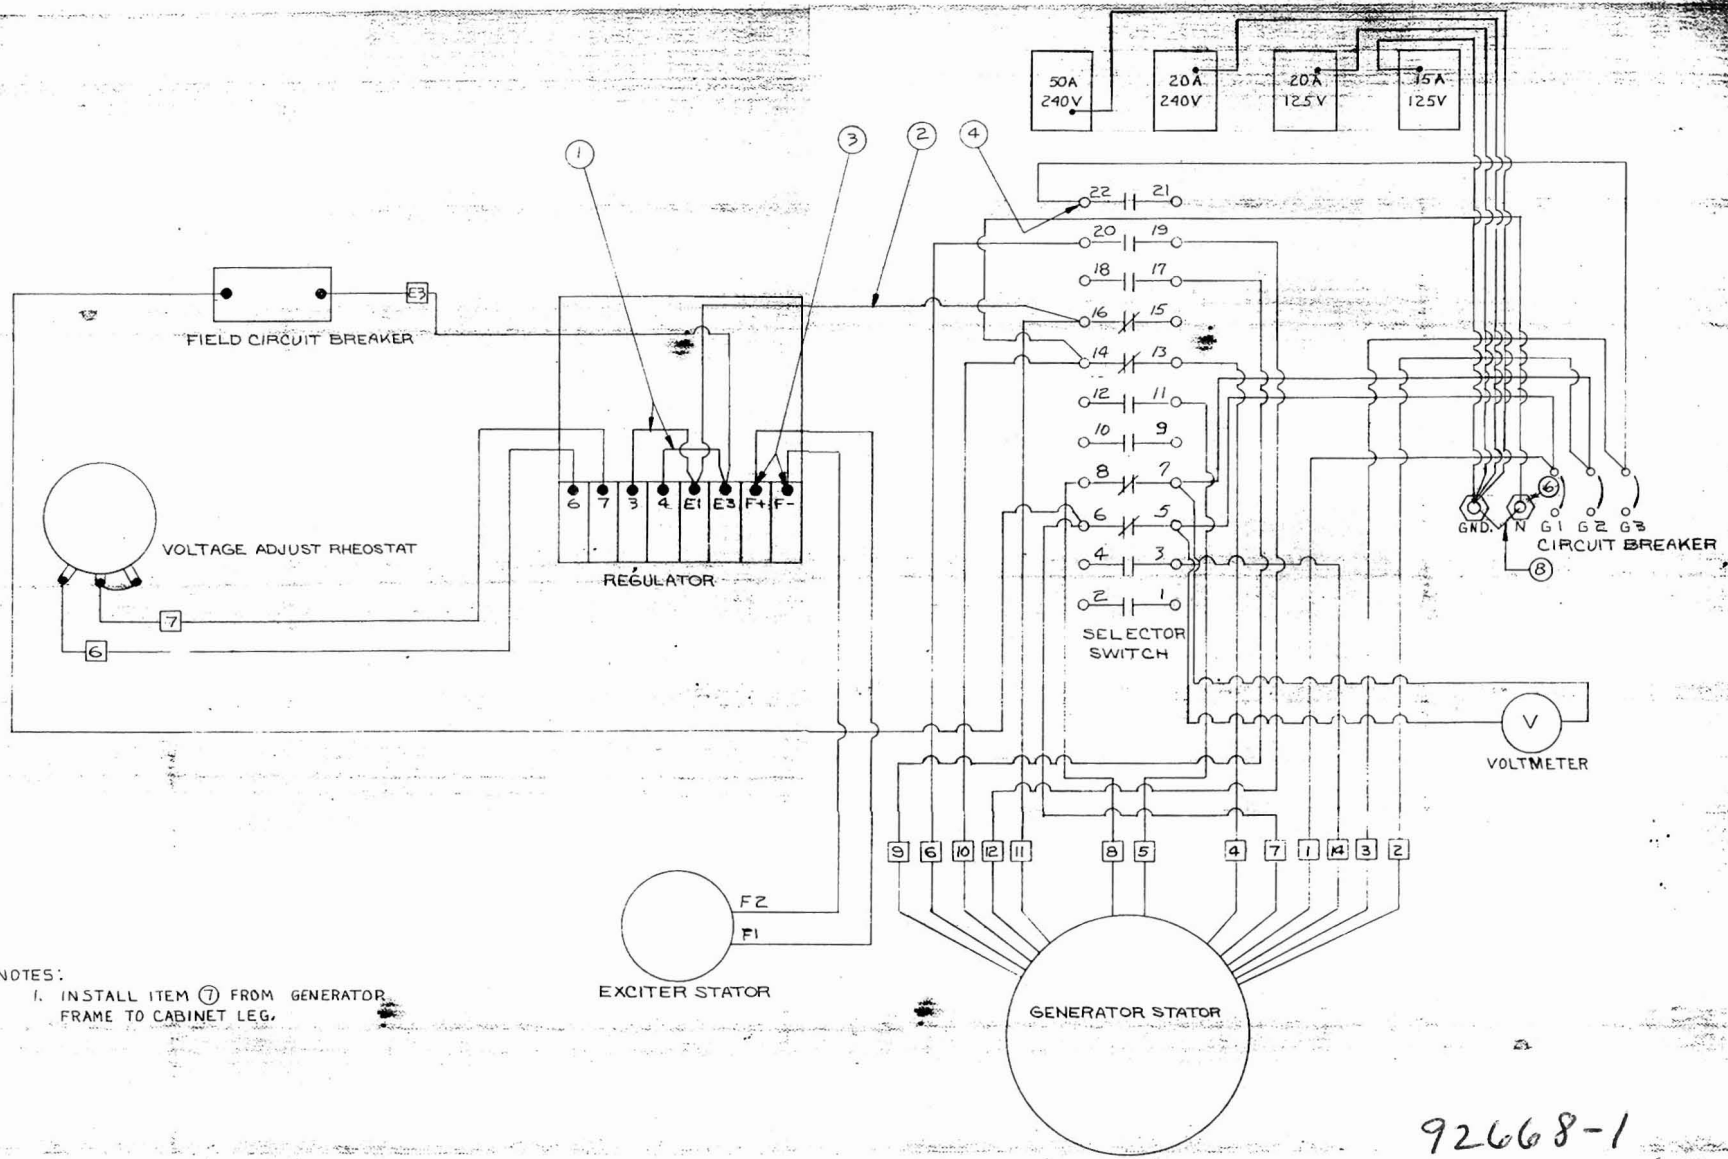 50A 20A 20A 15A
240V 240V 125V 125V
1 3 2 4
22 21
20 19
18 17
16 15
14 13
12 11
10 9
8 7
6 5
4 3
2 1
SELECTOR
SWITCH
E3
FIELD CIRCUIT BREAKER
6 7 3 4 E1 E3 F+ F-
REGULATOR
VOLTAGE ADJUST RHEOSTAT
7
6
6
GND. N G1 G2 G3
CIRCUIT BREAKER
8
V
VOLTMETER
9 6 10 12 11 8 5 4 7 1 14 3 2
F2
F1
EXCITER STATOR
GENERATOR STATOR
NOTES:
1. INSTALL ITEM 7 FROM GENERATOR
FRAME TO CABINET LEG.
92668-1